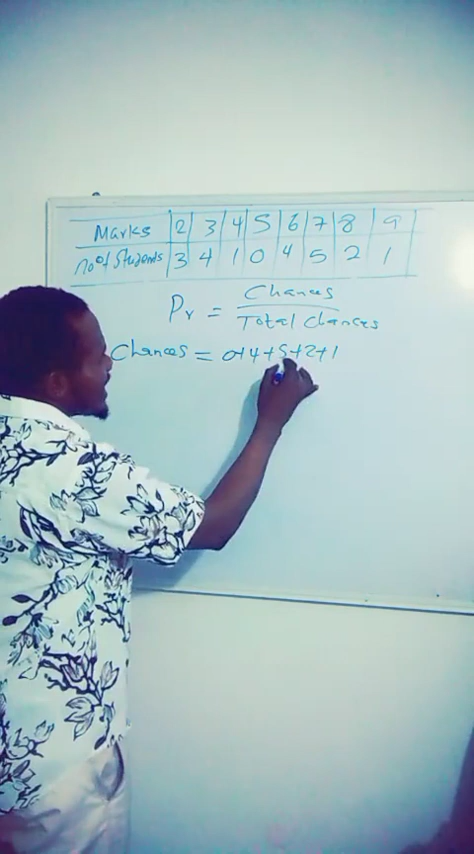 Marks 2 3 4 5 6 7 8 9
no of Students 3 4 1 0 4 5 2 1
Pr = Chances
Total Chances
Chances = 0+4+5+2+1